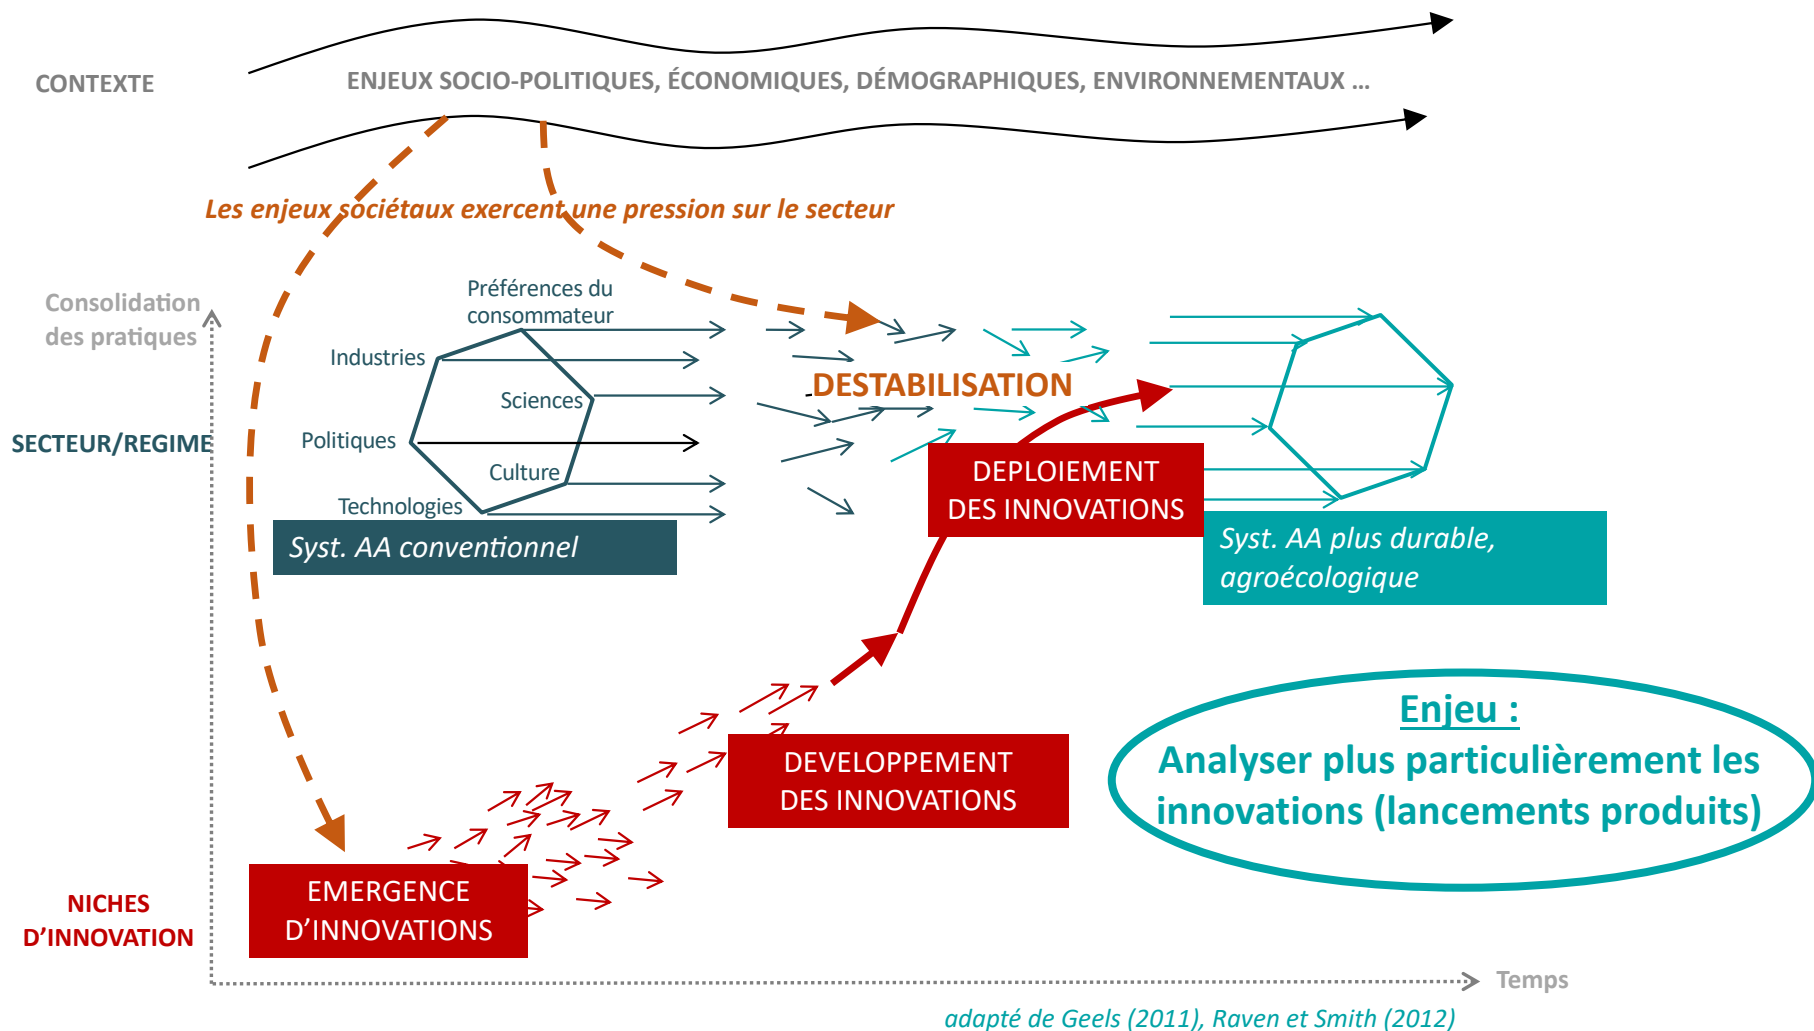 CONTEXTE
ENJEUX SOCIO-POLITIQUES, ÉCONOMIQUES, DÉMOGRAPHIQUES, ENVIRONNEMENTAUX ...
Les enjeux sociétaux exercent une pression sur le secteur
Consolidation
des pratiques
Préférences du
consommateur
Industries
Sciences
DESTABILISATION
SECTEUR/REGIME
Politiques
Culture
Technologies
Syst. AA conventionnel
DEPLOIEMENT
DES INNOVATIONS
Syst. AA plus durable,
agroécologique
Enjeu :
Analyser plus particulièrement les
innovations (lancements produits)
DEVELOPPEMENT
DES INNOVATIONS
NICHES
D’INNOVATION
EMERGENCE
D’INNOVATIONS
Temps
adapté de Geels (2011), Raven et Smith (2012)